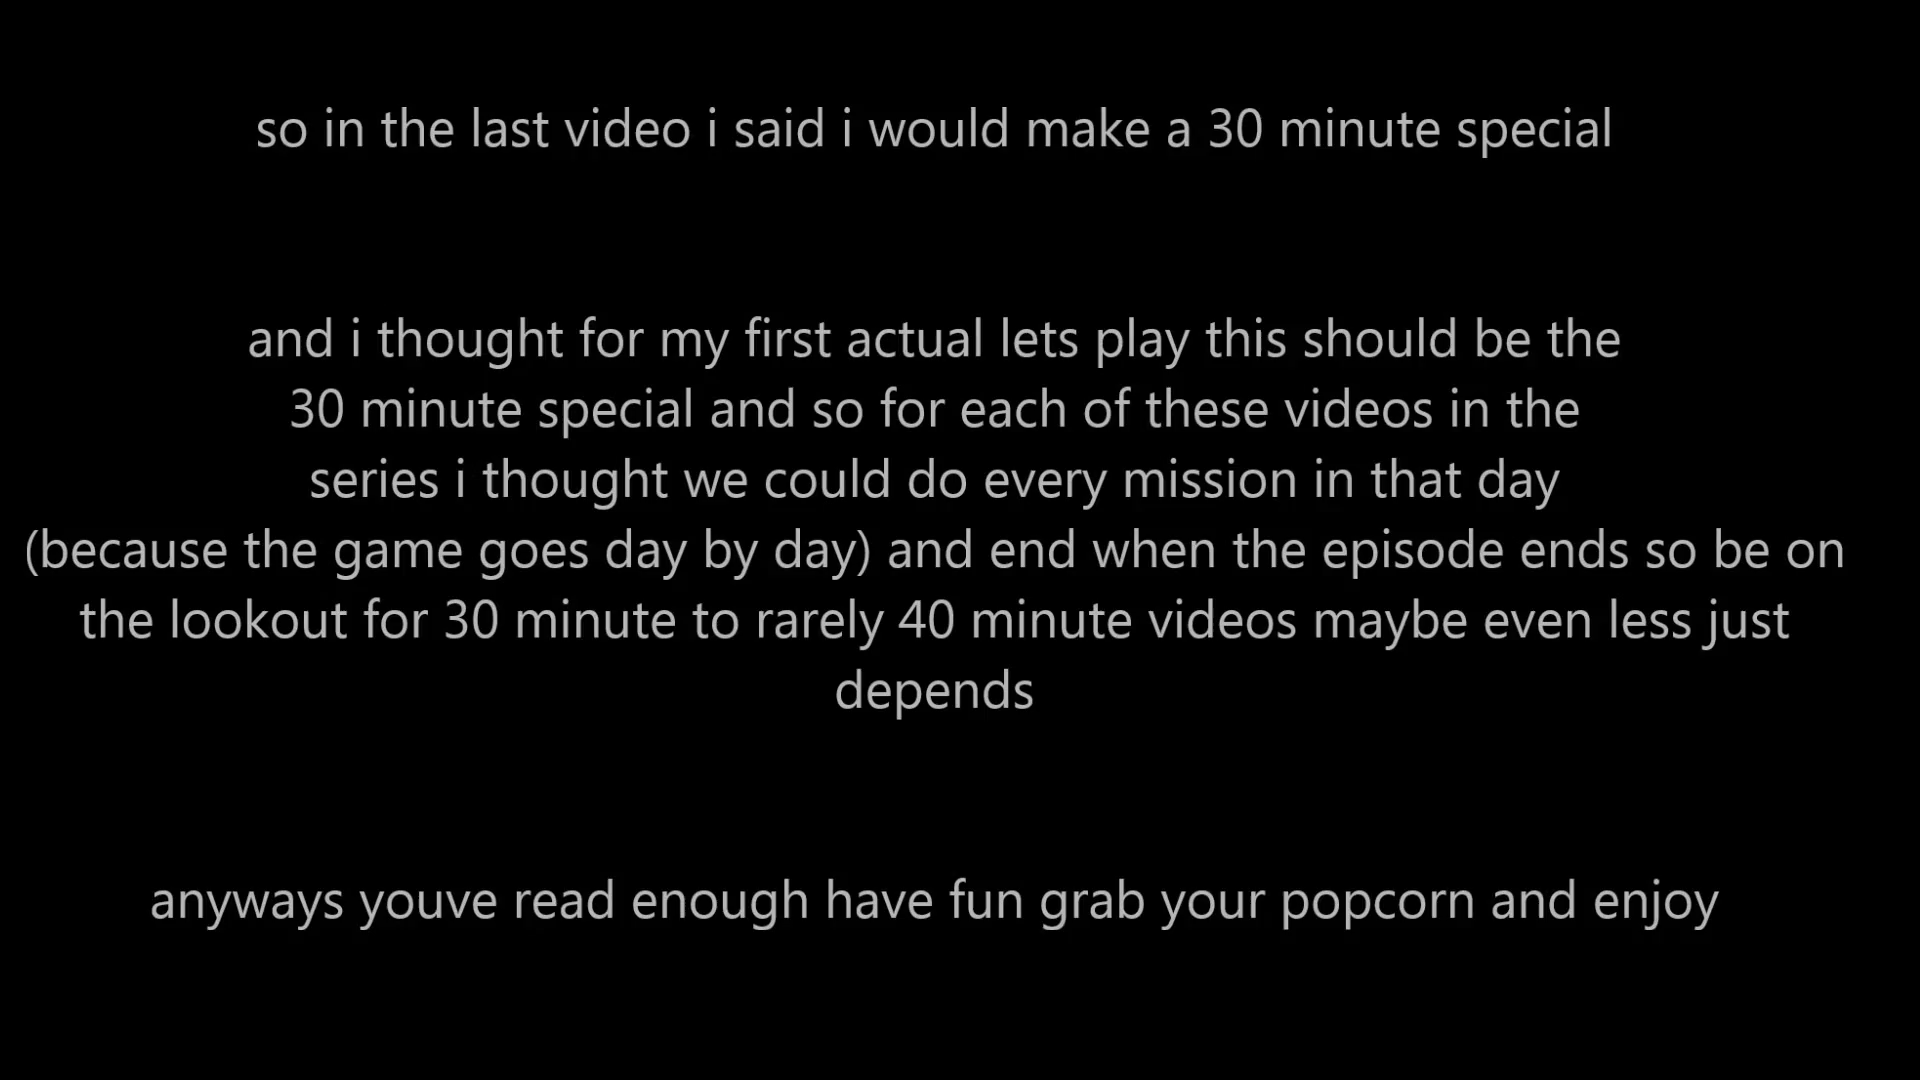 so in the last video i said i would make a 30 minute special
and i thought for my first actual lets play this should be the
30 minute special and so for each of these videos in the
series i thought we could do every mission in that day
(because the game goes day by day) and end when the episode ends so be on
the lookout for 30 minute to rarely 40 minute videos maybe even less just
depends
anyways youve read enough have fun grab your popcorn and enjoy